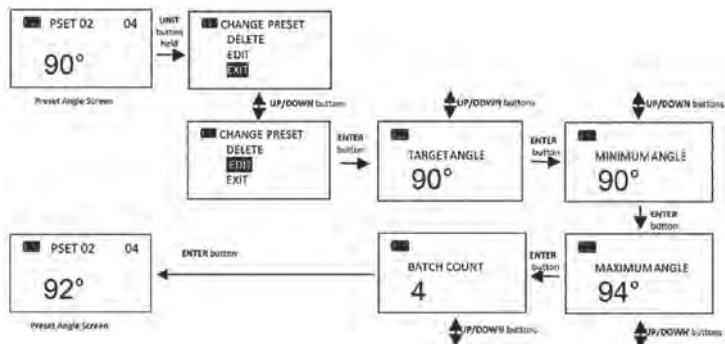 PSET 02 04
90°
Preset Angle Screen
UNIT
button
held
CHANGE PRESET
DELETE
EDIT
EXIT
UP/DOWN buttons
CHANGE PRESET
DELETE
EDIT
EXIT
ENTER
button
UP/DOWN buttons
TARGET ANGLE
90°
ENTER
button
UP/DOWN buttons
MINIMUM ANGLE
90°
ENTER
button
MAXIMUM ANGLE
94°
UP/DOWN buttons
ENTER
button
BATCH COUNT
4
UP/DOWN buttons
ENTER button
PSET 02 04
92°
Preset Angle Screen